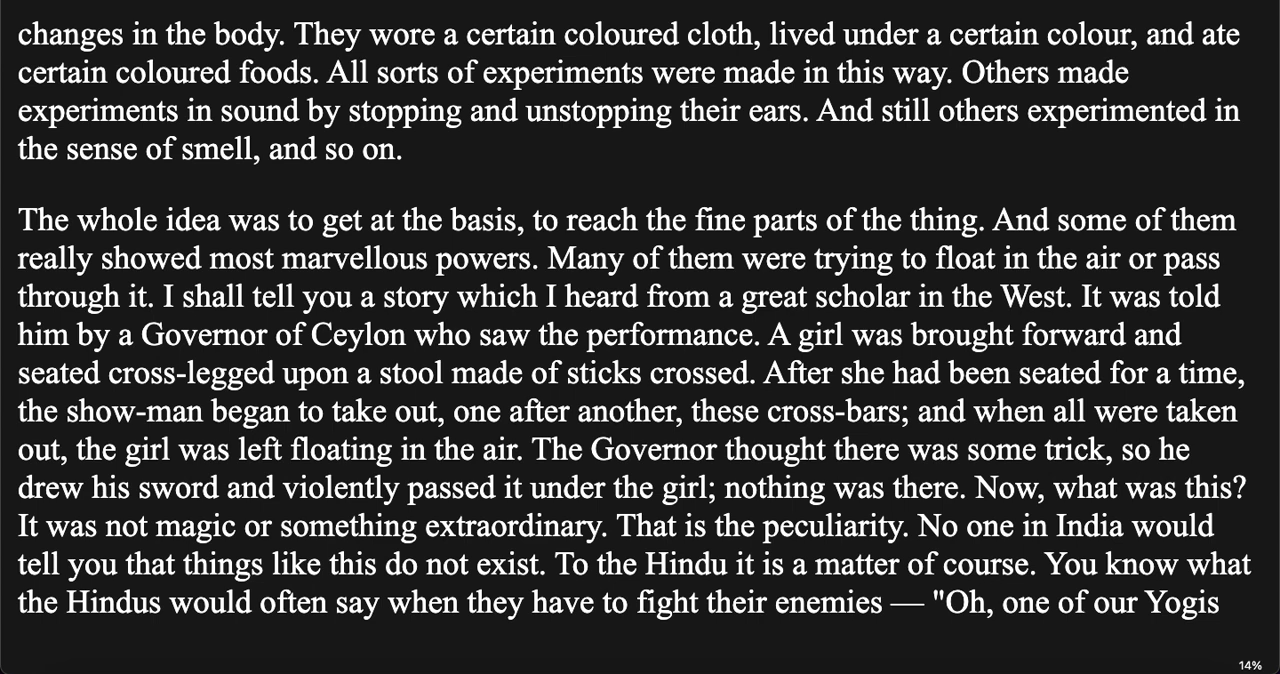 changes in the body. They wore a certain coloured cloth, lived under a certain colour, and ate
certain coloured foods. All sorts of experiments were made in this way. Others made
experiments in sound by stopping and unstopping their ears. And still others experimented in
the sense of smell, and so on.
The whole idea was to get at the basis, to reach the fine parts of the thing. And some of them
really showed most marvellous powers. Many of them were trying to float in the air or pass
through it. I shall tell you a story which I heard from a great scholar in the West. It was told
him by a Governor of Ceylon who saw the performance. A girl was brought forward and
seated cross-legged upon a stool made of sticks crossed. After she had been seated for a time,
the show-man began to take out, one after another, these cross-bars; and when all were taken
out, the girl was left floating in the air. The Governor thought there was some trick, so he
drew his sword and violently passed it under the girl; nothing was there. Now, what was this?
It was not magic or something extraordinary. That is the peculiarity. No one in India would
tell you that things like this do not exist. To the Hindu it is a matter of course. You know what
the Hindus would often say when they have to fight their enemies — "Oh, one of our Yogis
14%